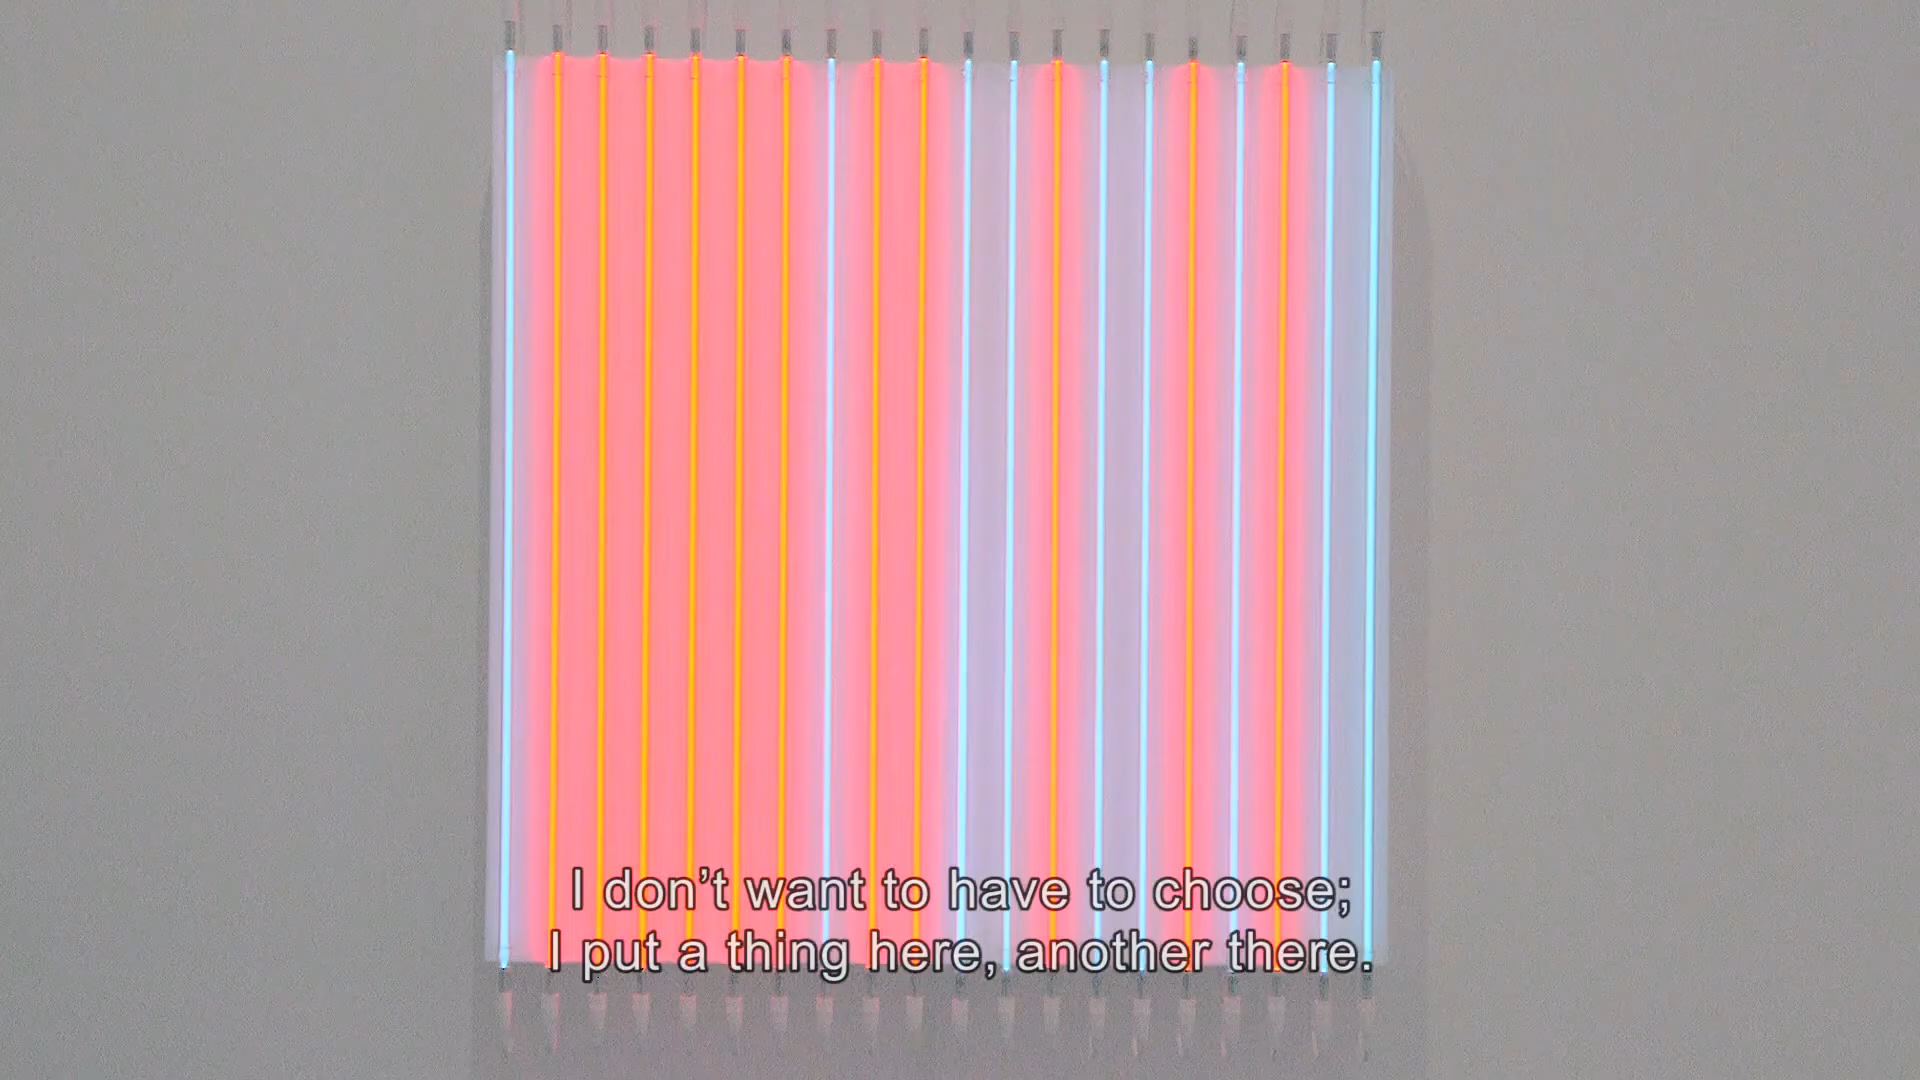 I don’t want to have to choose;
I put a thing here, another there.